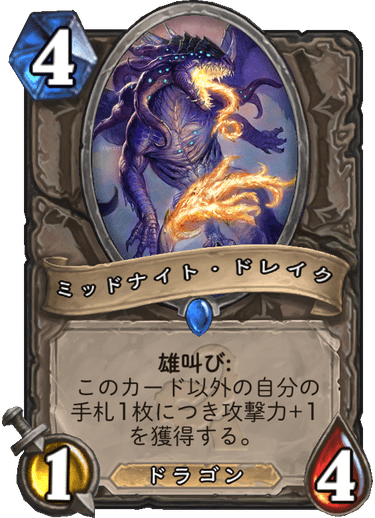 4
ミッドナイト・ドレイク
雄叫び:
このカード以外の自分の
手札1枚につき攻撃力+1
を獲得する。
ドラゴン
1
4